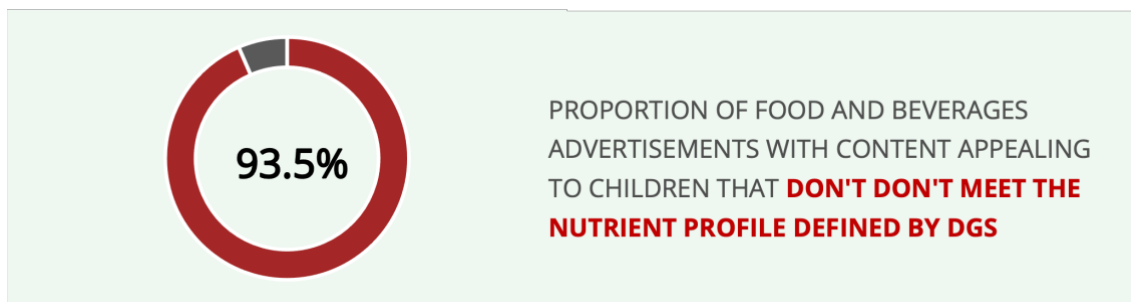 93.5%
PROPORTION OF FOOD AND BEVERAGES
ADVERTISEMENTS WITH CONTENT APPEALING
TO CHILDREN THAT DON'T DON'T MEET THE
NUTRIENT PROFILE DEFINED BY DGS